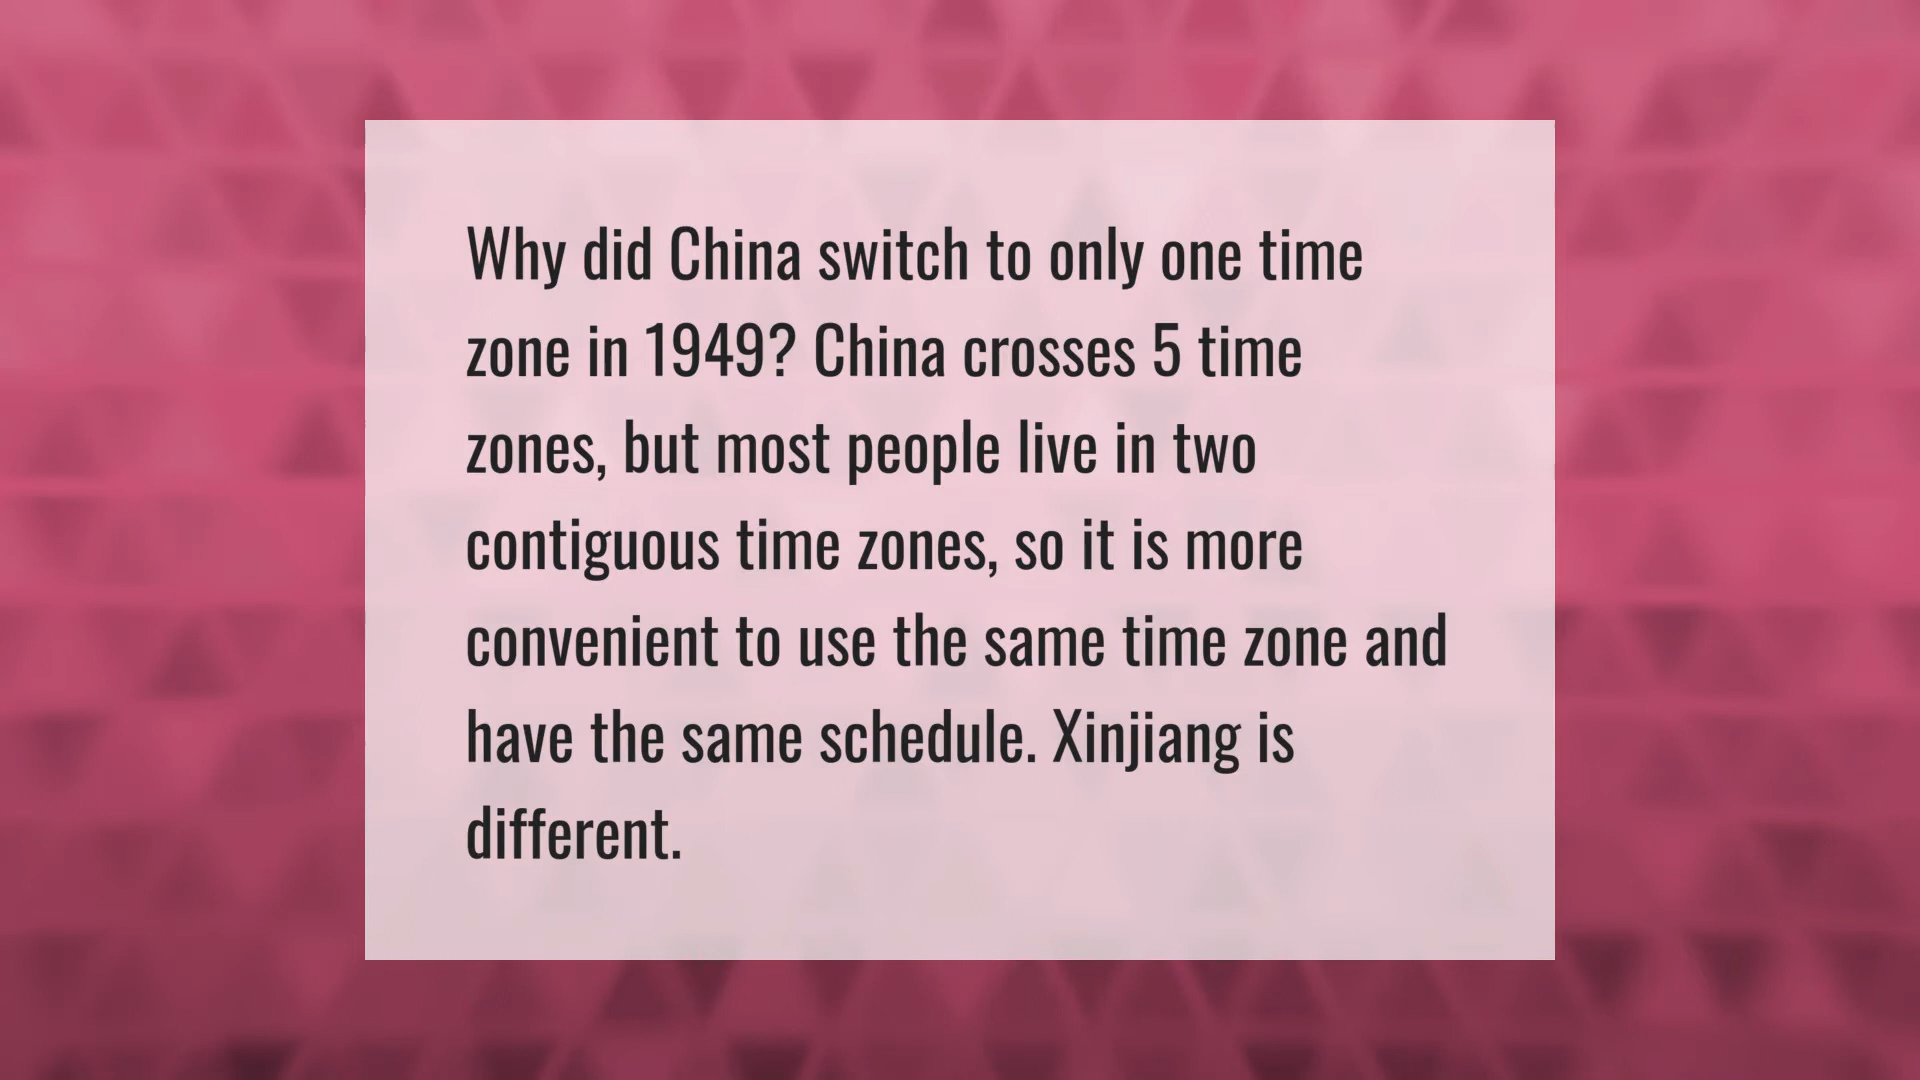 Why did China switch to only one time
zone in 1949? China crosses 5 time
zones, but most people live in two
contiguous time zones, so it is more
convenient to use the same time zone and
have the same schedule. Xinjiang is
different.